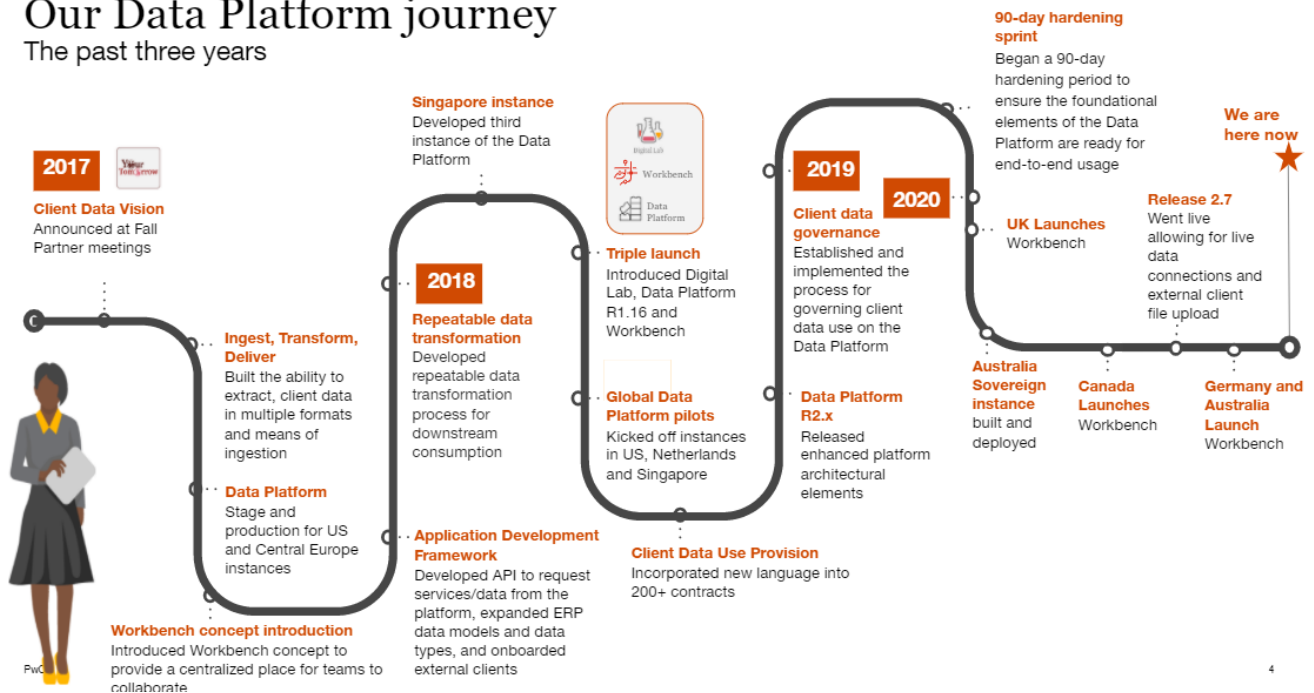 Our Data Platform journey
The past three years
2017
Your
Tomorrow
Client Data Vision
Announced at Fall
Partner meetings
Ingest, Transform,
Deliver
Built the ability to
extract, client data
in multiple formats
and means of
ingestion
Data Platform
Stage and
production for US
and Central Europe
instances
Workbench concept introduction
Introduced Workbench concept to
provide a centralized place for teams to
collaborate
2018
Repeatable data
transformation
Developed
repeatable data
transformation
process for
downstream
consumption
Application Development
Framework
Developed API to request
services/data from the
platform, expanded ERP
data models and data
types, and onboarded
external clients
Singapore instance
Developed third
instance of the Data
Platform
Digital Lab
Workbench
Data
Platform
Triple launch
Introduced Digital
Lab, Data Platform
R1.16 and
Workbench
Global Data
Platform pilots
Kicked off instances
in US, Netherlands
and Singapore
Client Data Use Provision
Incorporated new language into
200+ contracts
2019
Client data
governance
Established and
implemented the
process for
governing client
data use on the
Data Platform
Data Platform
R2.x
Released
enhanced platform
architectural
elements
2020
90-day hardening
sprint
Began a 90-day
hardening period to
ensure the foundational
elements of the Data
Platform are ready for
end-to-end usage
UK Launches
Workbench
Australia
Sovereign
instance
built and
deployed
Canada
Launches
Workbench
Release 2.7
Went live
allowing for live
data
connections and
external client
file upload
Germany and
Australia
Launch
Workbench
We are
here now
PwC
4